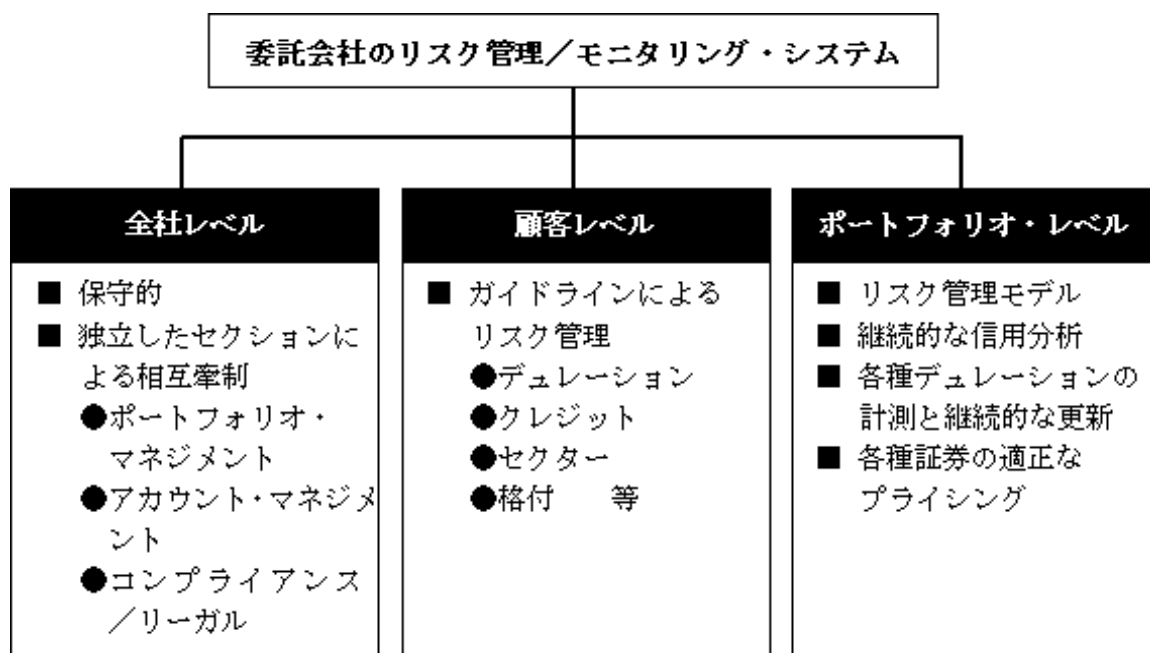 委託会社のリスク管理／モニタリング・システム
全社レベル
■ 保守的
■ 独立したセクションに
よる相互牽制
●ポートフォリオ・
マネジメント
●アカウント・マネジメ
ント
●コンプライアンス
／リーガル
顧客レベル
■ ガイドラインによる
リスク管理
●デュレーション
●クレジット
●セクター
●格付　等
ポートフォリオ・レベル
■ リスク管理モデル
■ 継続的な信用分析
■ 各種デュレーションの
計測と継続的な更新
■ 各種証券の適正な
プライシング